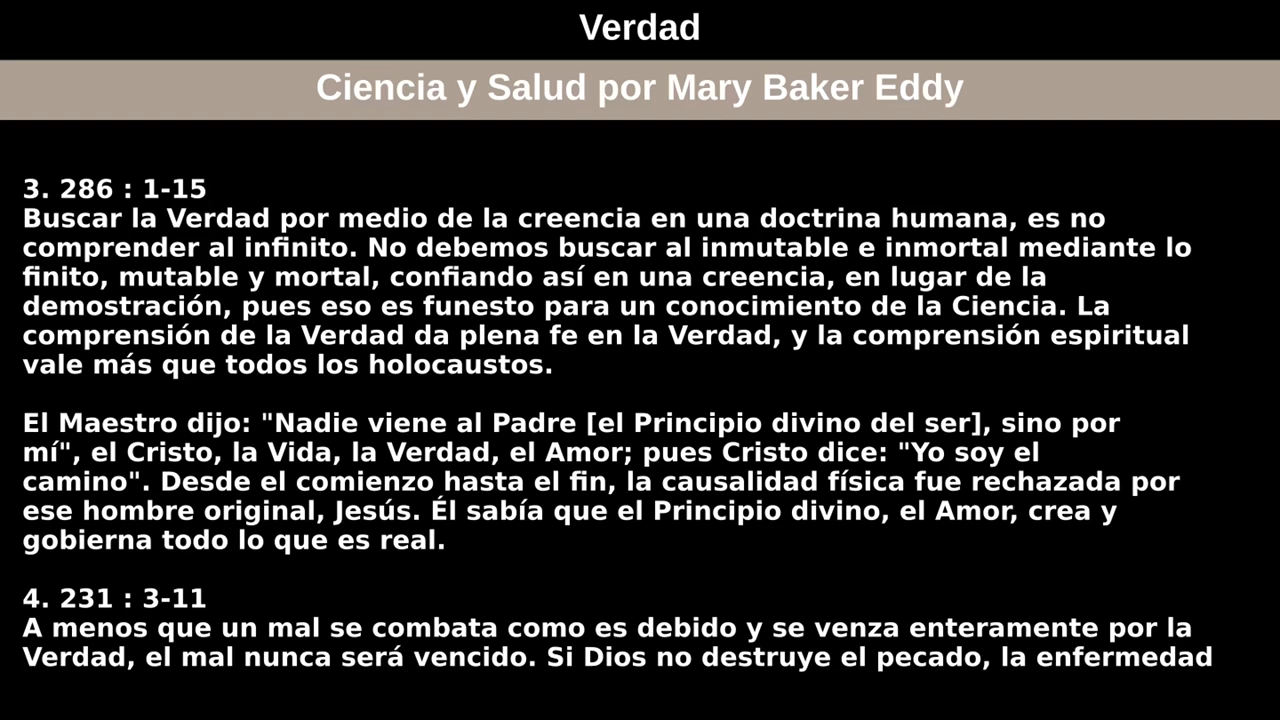 Verdad
Ciencia y Salud por Mary Baker Eddy
3. 286 : 1-15
Buscar la Verdad por medio de la creencia en una doctrina humana, es no
comprender al infinito. No debemos buscar al inmutable e inmortal mediante lo
finito, mutable y mortal, confiando así en una creencia, en lugar de la
demostración, pues eso es funesto para un conocimiento de la Ciencia. La
comprensión de la Verdad da plena fe en la Verdad, y la comprensión espiritual
vale más que todos los holocaustos.
El Maestro dijo: "Nadie viene al Padre [el Principio divino del ser], sino por
mí", el Cristo, la Vida, la Verdad, el Amor; pues Cristo dice: "Yo soy el
camino". Desde el comienzo hasta el fin, la causalidad física fue rechazada por
ese hombre original, Jesús. Él sabía que el Principio divino, el Amor, crea y
gobierna todo lo que es real.
4. 231 : 3-11
A menos que un mal se combata como es debido y se venza enteramente por la
Verdad, el mal nunca será vencido. Si Dios no destruye el pecado, la enfermedad